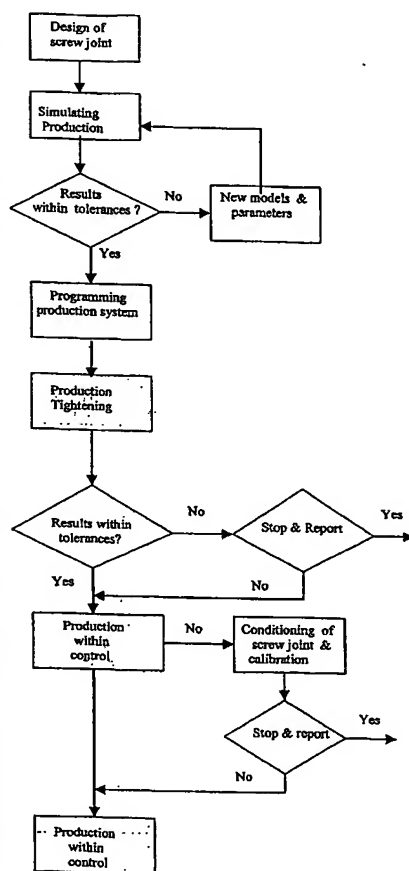 Design of
screw joint
Simulating
Production
Results
within tolerances ?
No
New models &
parameters
Yes
Programming
production system
Production
Tightening
Results within
tolerances?
No
Stop & Report
Yes
Yes
No
Production
within
control
No
Conditioning of
screw joint &
calibration
Stop & report
Yes
No
Production
within
control